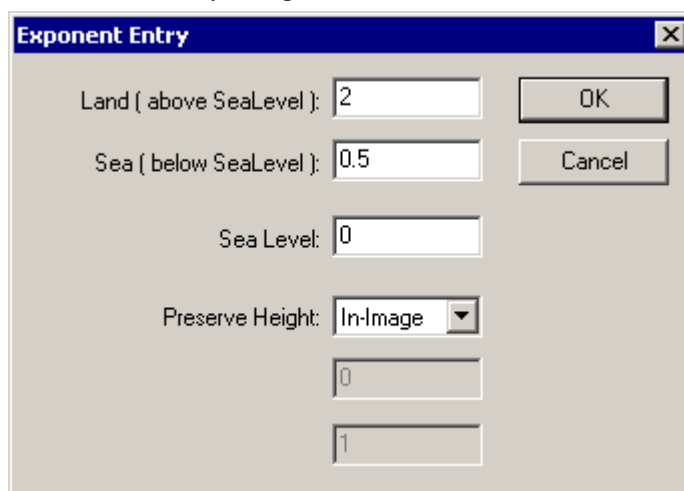 Exponent Entry
Land ( above SeaLevel ): 2 OK
Sea ( below SeaLevel ): 0.5 Cancel
Sea Level: 0
Preserve Height: In-Image
0
1